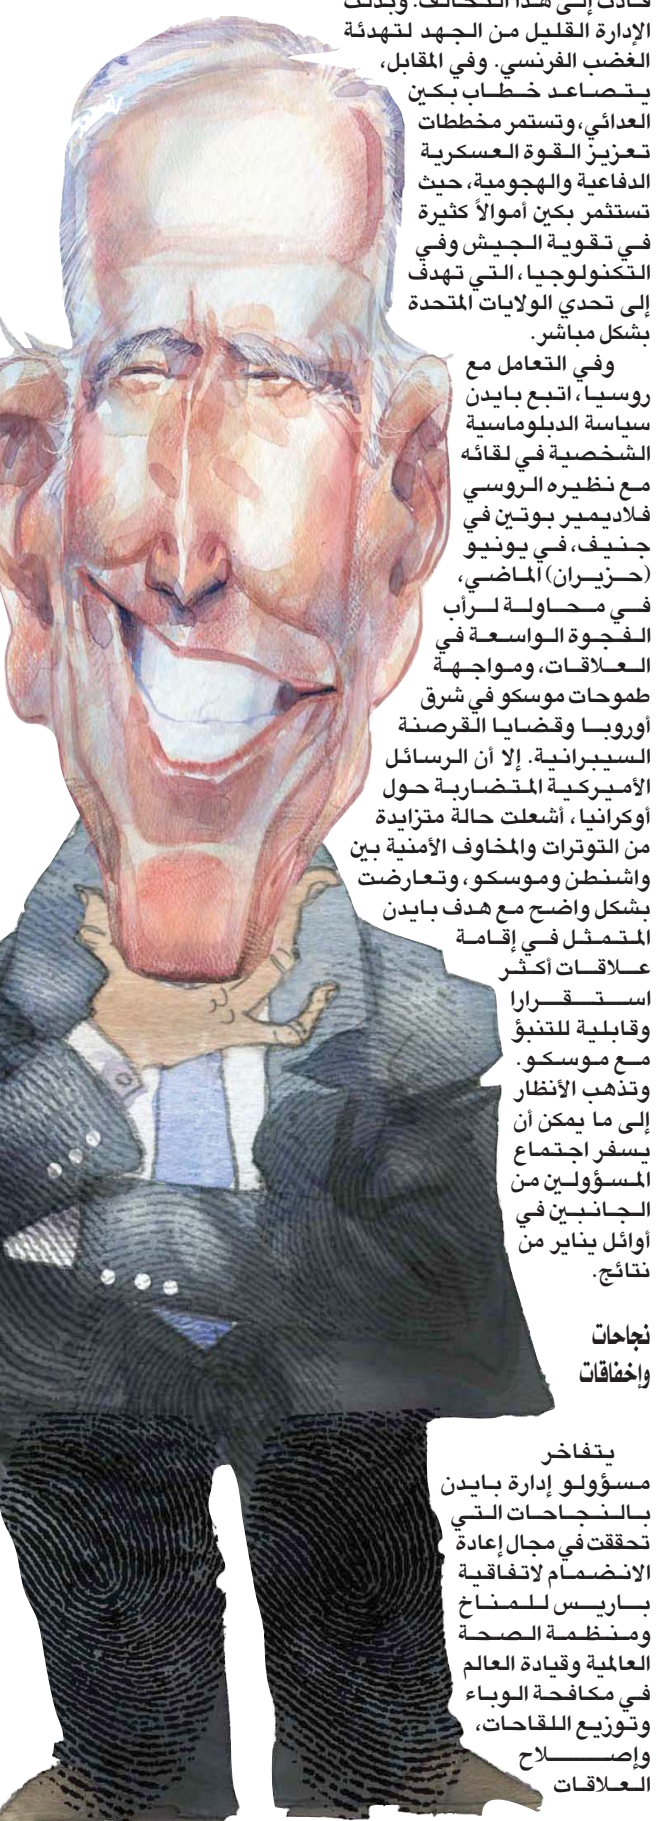 قـادت إلـى هـذا الـتـحـالـف. وبـذلـت
الإدارة القليل من الجهد لتهدئة
الغضب الفرنسي. وفي المقابل،
يتصاعد خطاب بكين
العدائي، وتستمر مخططات
تعزيز القوة العسكرية
الدفاعية والهجومية، حيث
تستثمر بكين أموالاً كثيرة
في تقوية الجيش وفي
التكنولوجيا، التي تهدف
إلى تحدي الولايات المتحدة
بشكل مباشر.
وفي التعامل مع
روسيا، اتبع بايدن
سياسة الدبلوماسية
الشخصية في لقائه
مع نظيره الروسي
فلاديمير بوتين في
جنيف، في يونيو
(حزيران) الماضي،
في محاولة لرأب
الفجوة الواسعة في
العلاقات، ومواجهة
طموحات موسكو في شرق
أوروبا وقضايا القرصنة
السيبرانية. إلا أن الرسائل
الأميركية المتضاربة حول
أوكرانيا، أشعلت حالة متزايدة
من التوترات والمخاوف الأمنية بين
واشنطن وموسكو، وتعارضت
بشكل واضح مع هدف بايدن
المتمثل في إقامة
علاقات أكثر
استقرارا
وقابلية للتنبؤ
مع موسكو.
وتذهب الأنظار
إلى ما يمكن أن
يسفر اجتماع
المسؤولين من
الجانبين في
أوائل يناير من
نتائج.
نجاحات
وإخفاقات
يتفاخر
مسؤولو إدارة بايدن
بالنجاحات التي
تحققت في مجال إعادة
الانضمام لاتفاقية
باريس للمناخ
ومنظمة الصحة
العالمية وقيادة العالم
في مكافحة الوباء
وتوزيع اللقاحات،
وإصلاح
العلاقات